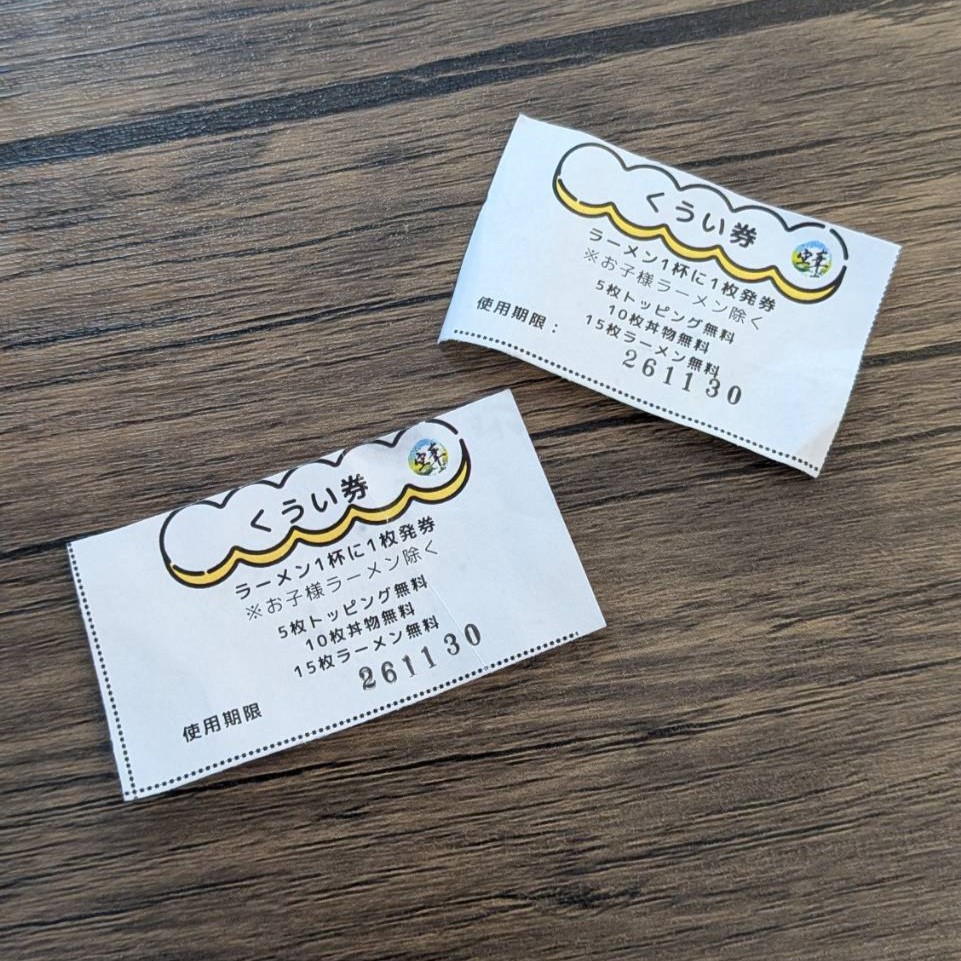 くうい券
ラーメン1杯に1枚発券
※お子様ラーメン除く
5枚トッピング無料
10枚丼物無料
15枚ラーメン無料
使用期限：
261130
くうい券
ラーメン1杯に1枚発券
※お子様ラーメン除く
5枚トッピング無料
10枚丼物無料
15枚ラーメン無料
261130
使用期限